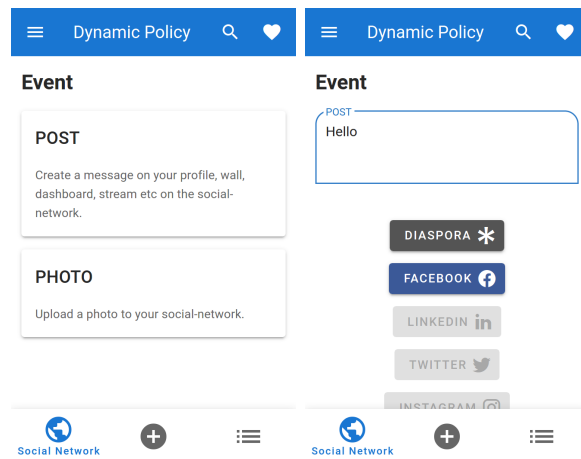 Dynamic Policy
Event
POST
Create a message on your profile, wall,
dashboard, stream etc on the social-
network.
PHOTO
Upload a photo to your social-network.
Social Network
Dynamic Policy
Event
POST
Hello
DIASPORA
FACEBOOK
LINKEDIN
TWITTER
INSTAGRAM
Social Network